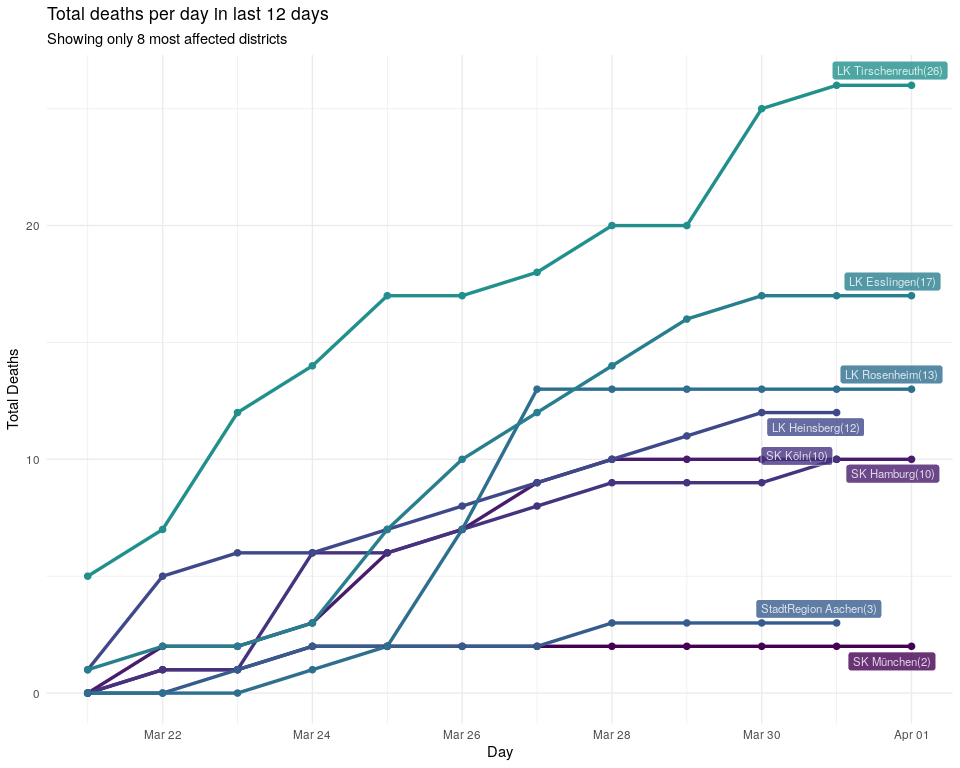 Total deaths per day in last 12 days
Showing only 8 most affected districts
LK Tirschenreuth(26)
20
LK Esslingen(17)
LK Rosenheim(13)
LK Heinsberg(12)
10
SK Köln(10)
SK Hamburg(10)
StadtRegion Aachen(3)
SK München(2)
0
Total Deaths
Mar 22
Mar 24
Mar 26
Mar 28
Mar 30
Apr 01
Day